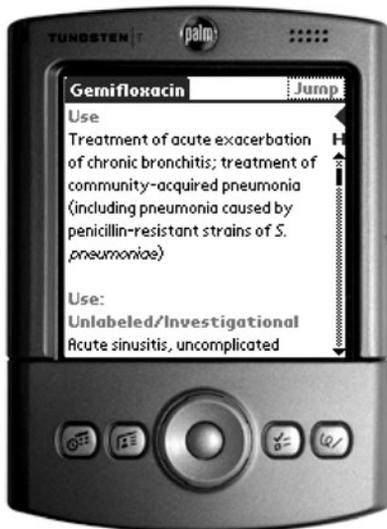 TUNGSTEN|T
palm
Gemifloxacin
Jump
Use
H
Treatment of acute exacerbation
of chronic bronchitis; treatment of
community-acquired pneumonia
(including pneumonia caused by
penicillin-resistant strains of S.
pneumoniae)
Use:
Unlabeled/Investigational
Acute sinusitis, uncomplicated